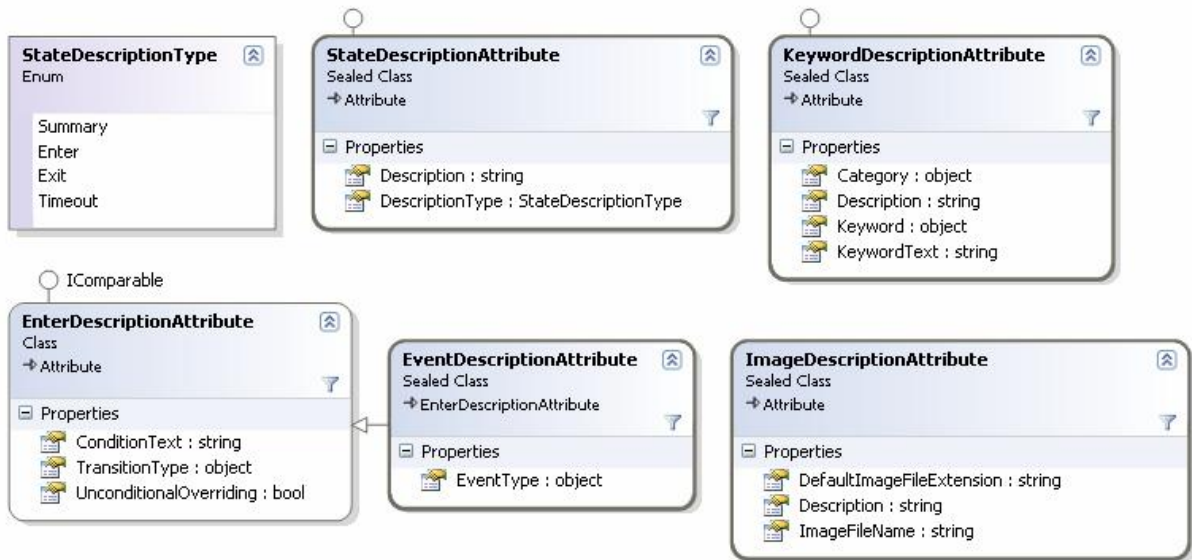 StateDescriptionType
Enum
Summary
Enter
Exit
Timeout
StateDescriptionAttribute
Sealed Class
Attribute
Properties
Description : string
DescriptionType : StateDescriptionType
KeywordDescriptionAttribute
Sealed Class
Attribute
Properties
Category : object
Description : string
Keyword : object
KeywordText : string
IComparable
EnterDescriptionAttribute
Class
Attribute
Properties
ConditionText : string
TransitionType : object
UnconditionalOverriding : bool
EventDescriptionAttribute
Sealed Class
EnterDescriptionAttribute
Properties
EventType : object
ImageDescriptionAttribute
Sealed Class
Attribute
Properties
DefaultImageFileExtension : string
Description : string
ImageFileName : string